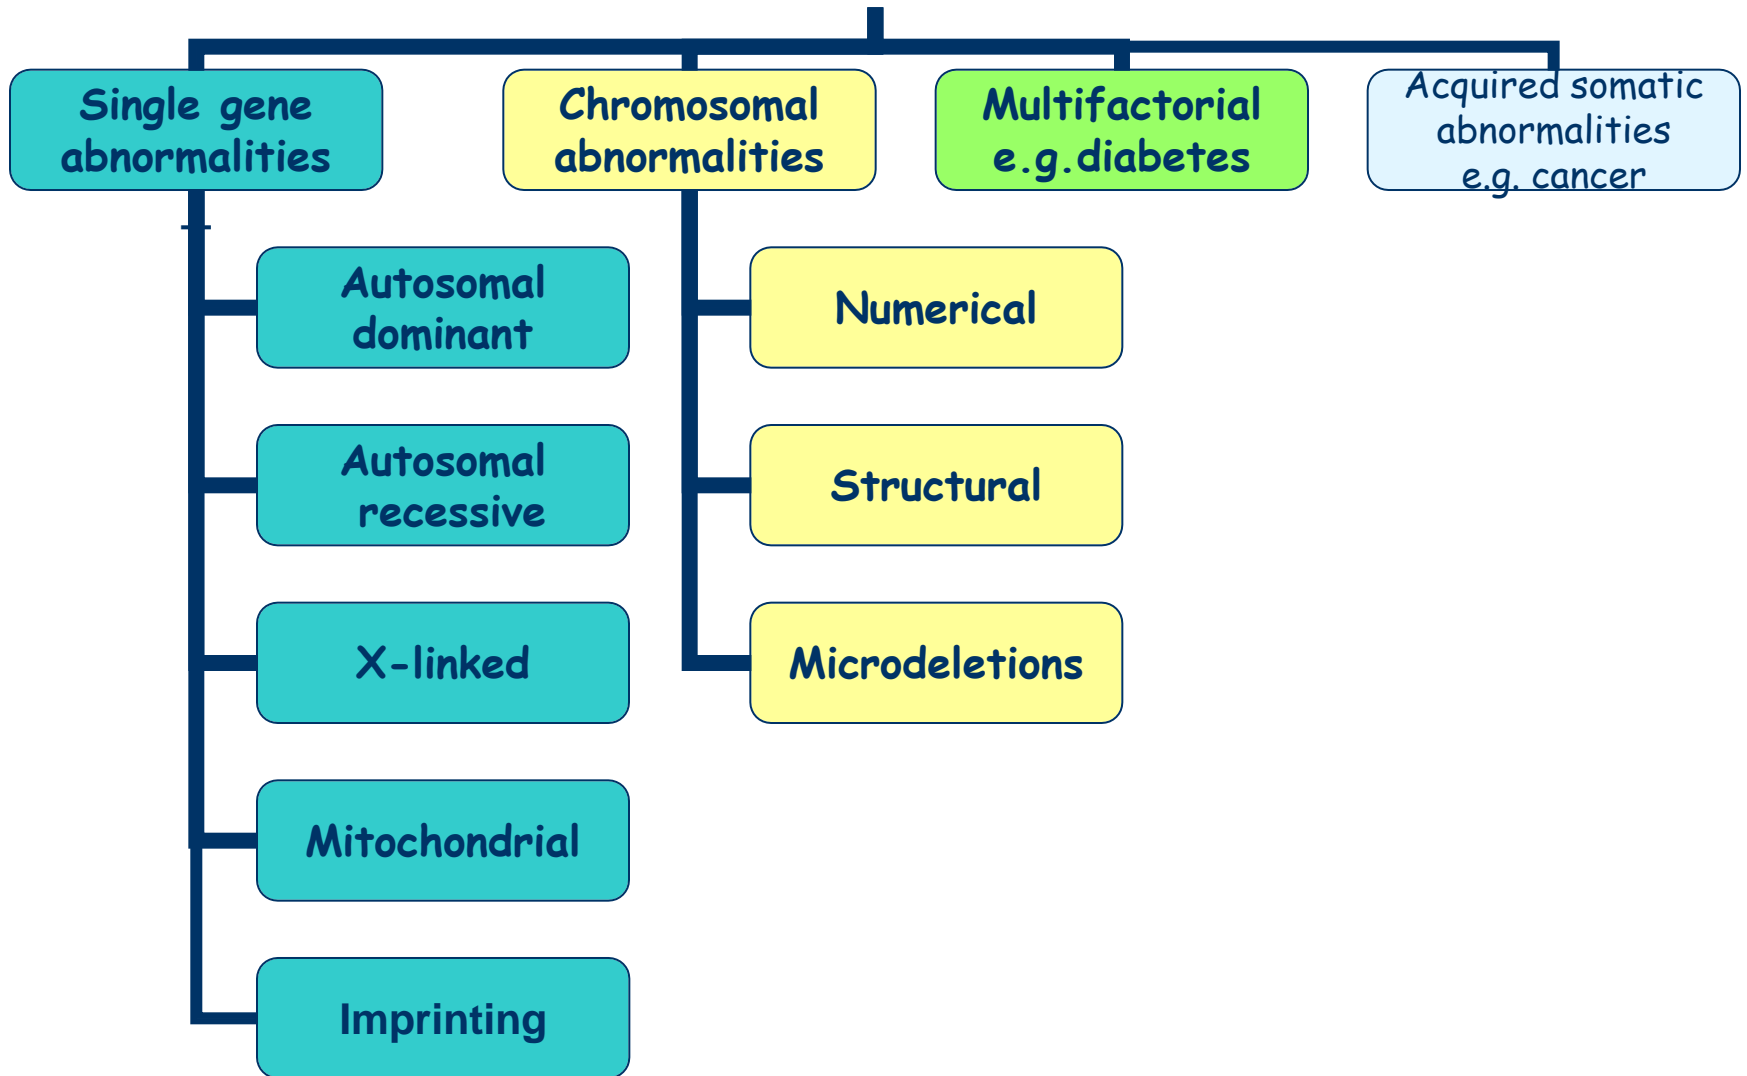 Single gene
abnormalities
Chromosomal
abnormalities
Multifactorial
e.g.diabetes
Acquired somatic
abnormalities
e.g. cancer
Autosomal
dominant
Autosomal
recessive
X-linked
Mitochondrial
Imprinting
Numerical
Structural
Microdeletions